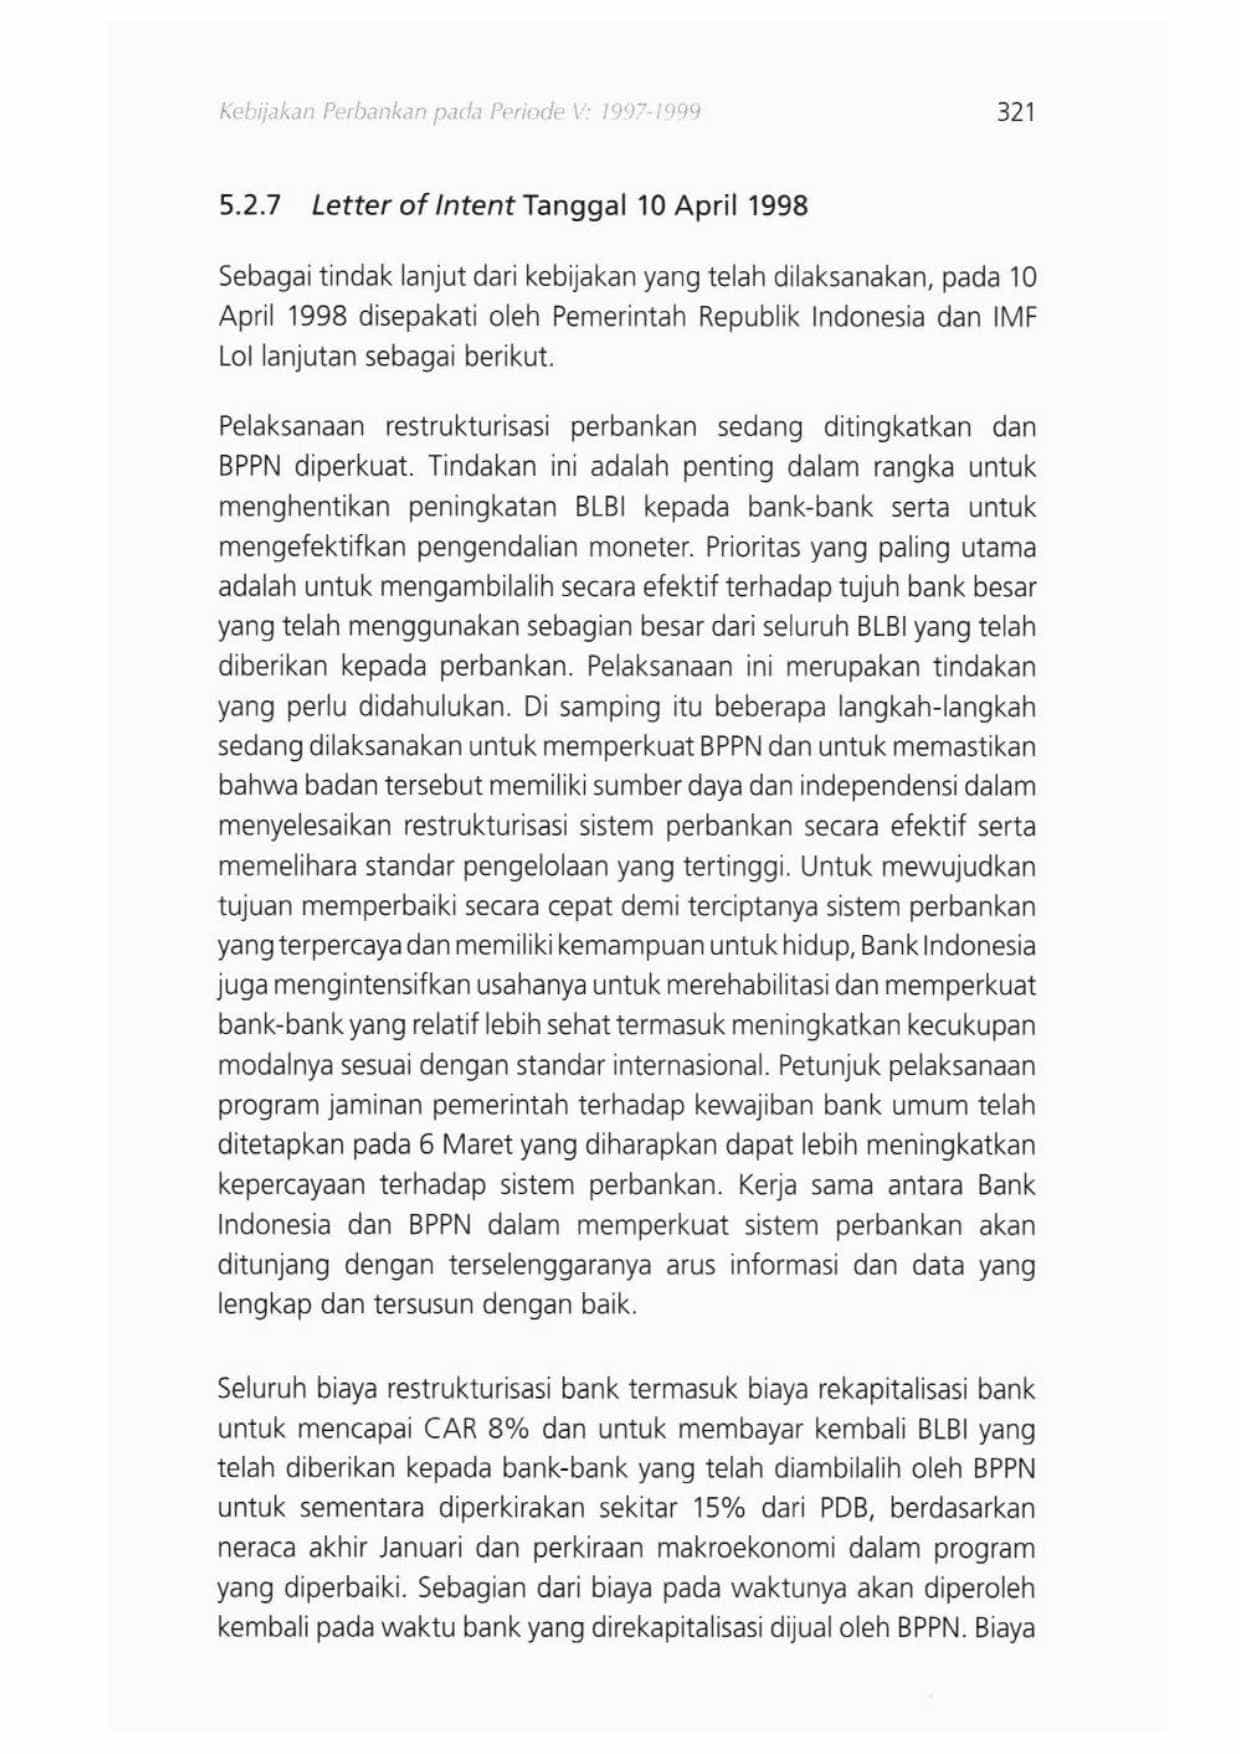 Kebijakan Perbankan pada Periode V: 1997-1999 321
5.2.7 Letter of Intent Tanggal 10 April 1998
Sebagai tindak lanjut dari kebijakan yang telah dilaksanakan, pada 10
April 1998 disepakati oleh Pemerintah Republik Indonesia dan IMF
LoI lanjutan sebagai berikut.
Pelaksanaan restrukturisasi perbankan sedang ditingkatkan dan
BPPN diperkuat. Tindakan ini adalah penting dalam rangka untuk
menghentikan peningkatan BLBI kepada bank-bank serta untuk
mengefektifkan pengendalian moneter. Prioritas yang paling utama
adalah untuk mengambilalih secara efektif terhadap tujuh bank besar
yang telah menggunakan sebagian besar dari seluruh BLBI yang telah
diberikan kepada perbankan. Pelaksanaan ini merupakan tindakan
yang perlu didahulukan. Di samping itu beberapa langkah-langkah
sedang dilaksanakan untuk memperkuat BPPN dan untuk memastikan
bahwa badan tersebut memiliki sumber daya dan independensi dalam
menyelesaikan restrukturisasi sistem perbankan secara efektif serta
memelihara standar pengelolaan yang tertinggi. Untuk mewujudkan
tujuan memperbaiki secara cepat demi terciptanya sistem perbankan
yang terpercaya dan memiliki kemampuan untuk hidup, Bank Indonesia
juga mengintensifkan usahanya untuk merehabilitasi dan memperkuat
bank-bank yang relatif lebih sehat termasuk meningkatkan kecukupan
modalnya sesuai dengan standar internasional. Petunjuk pelaksanaan
program jaminan pemerintah terhadap kewajiban bank umum telah
ditetapkan pada 6 Maret yang diharapkan dapat lebih meningkatkan
kepercayaan terhadap sistem perbankan. Kerja sama antara Bank
Indonesia dan BPPN dalam memperkuat sistem perbankan akan
ditunjang dengan terselenggaranya arus informasi dan data yang
lengkap dan tersusun dengan baik.
Seluruh biaya restrukturisasi bank termasuk biaya rekapitalisasi bank
untuk mencapai CAR 8% dan untuk membayar kembali BLBI yang
telah diberikan kepada bank-bank yang telah diambilalih oleh BPPN
untuk sementara diperkirakan sekitar 15% dari PDB, berdasarkan
neraca akhir Januari dan perkiraan makroekonomi dalam program
yang diperbaiki. Sebagian dari biaya pada waktunya akan diperoleh
kembali pada waktu bank yang direkapitalisasi dijual oleh BPPN. Biaya